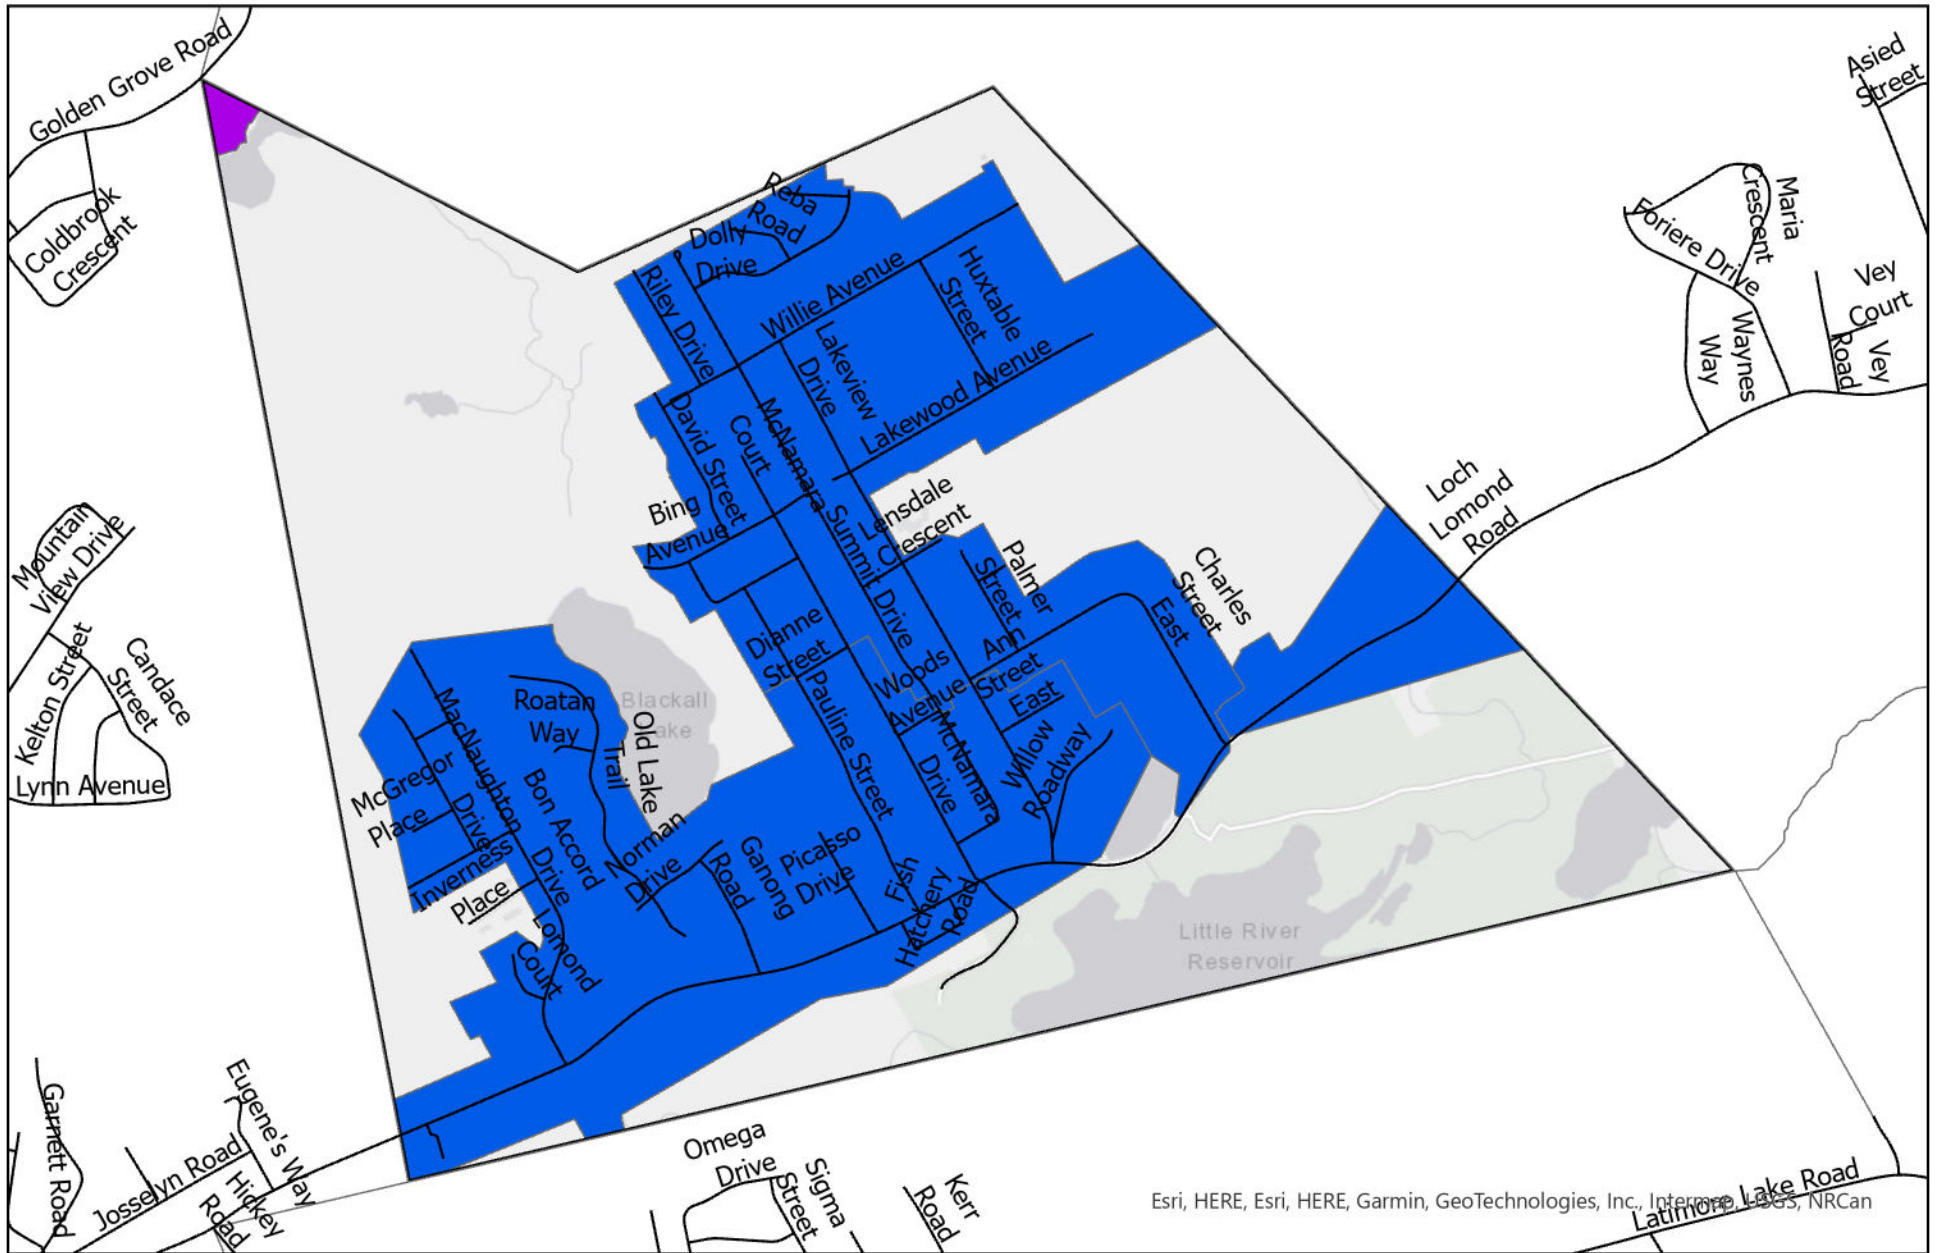 Golden Grove Road
Asied
Street
Coldbrook
Crescent
Reba
Road
Dolly
Drive
Riley Drive
Willie Avenue
Huxtable
Street
Lakeview
Drive
Lakewood Avenue
Maria
Crescent
Foriere Drive
Vey
Court
Waynes
Way
Vey
Road
David Street
Court
McNamara
Bing
Avenue
Lensdale
Crescent
Summit Drive
Palmer
Street
Charles
Street
East
Loch
Lomond
Road
Mountain
View Drive
Kelton Street
Candace
Street
Lynn Avenue
Dianne
Street
Woods
Avenue
Ann
Street
East
Blackall
Lake
Roatan
Way
Old Lake
Trail
MacNaughton
Drive
McGregor
Place
Bon Accord
Drive
Pauline Street
McNamara
Drive
Willow
Roadway
Inverness
Place
Norman
Drive
Ganong
Road
Picasso
Drive
Fish
Hatchery
Road
Lomond
Court
Little River
Reservoir
Garnett Road
Eugene's Way
Josselyn Road
Hickey
Road
Omega
Drive
Sigma
Street
Kerr
Road
Latimore Lake Road
Esri, HERE, Esri, HERE, Garmin, GeoTechnologies, Inc., Intermap, USGS, NRCan